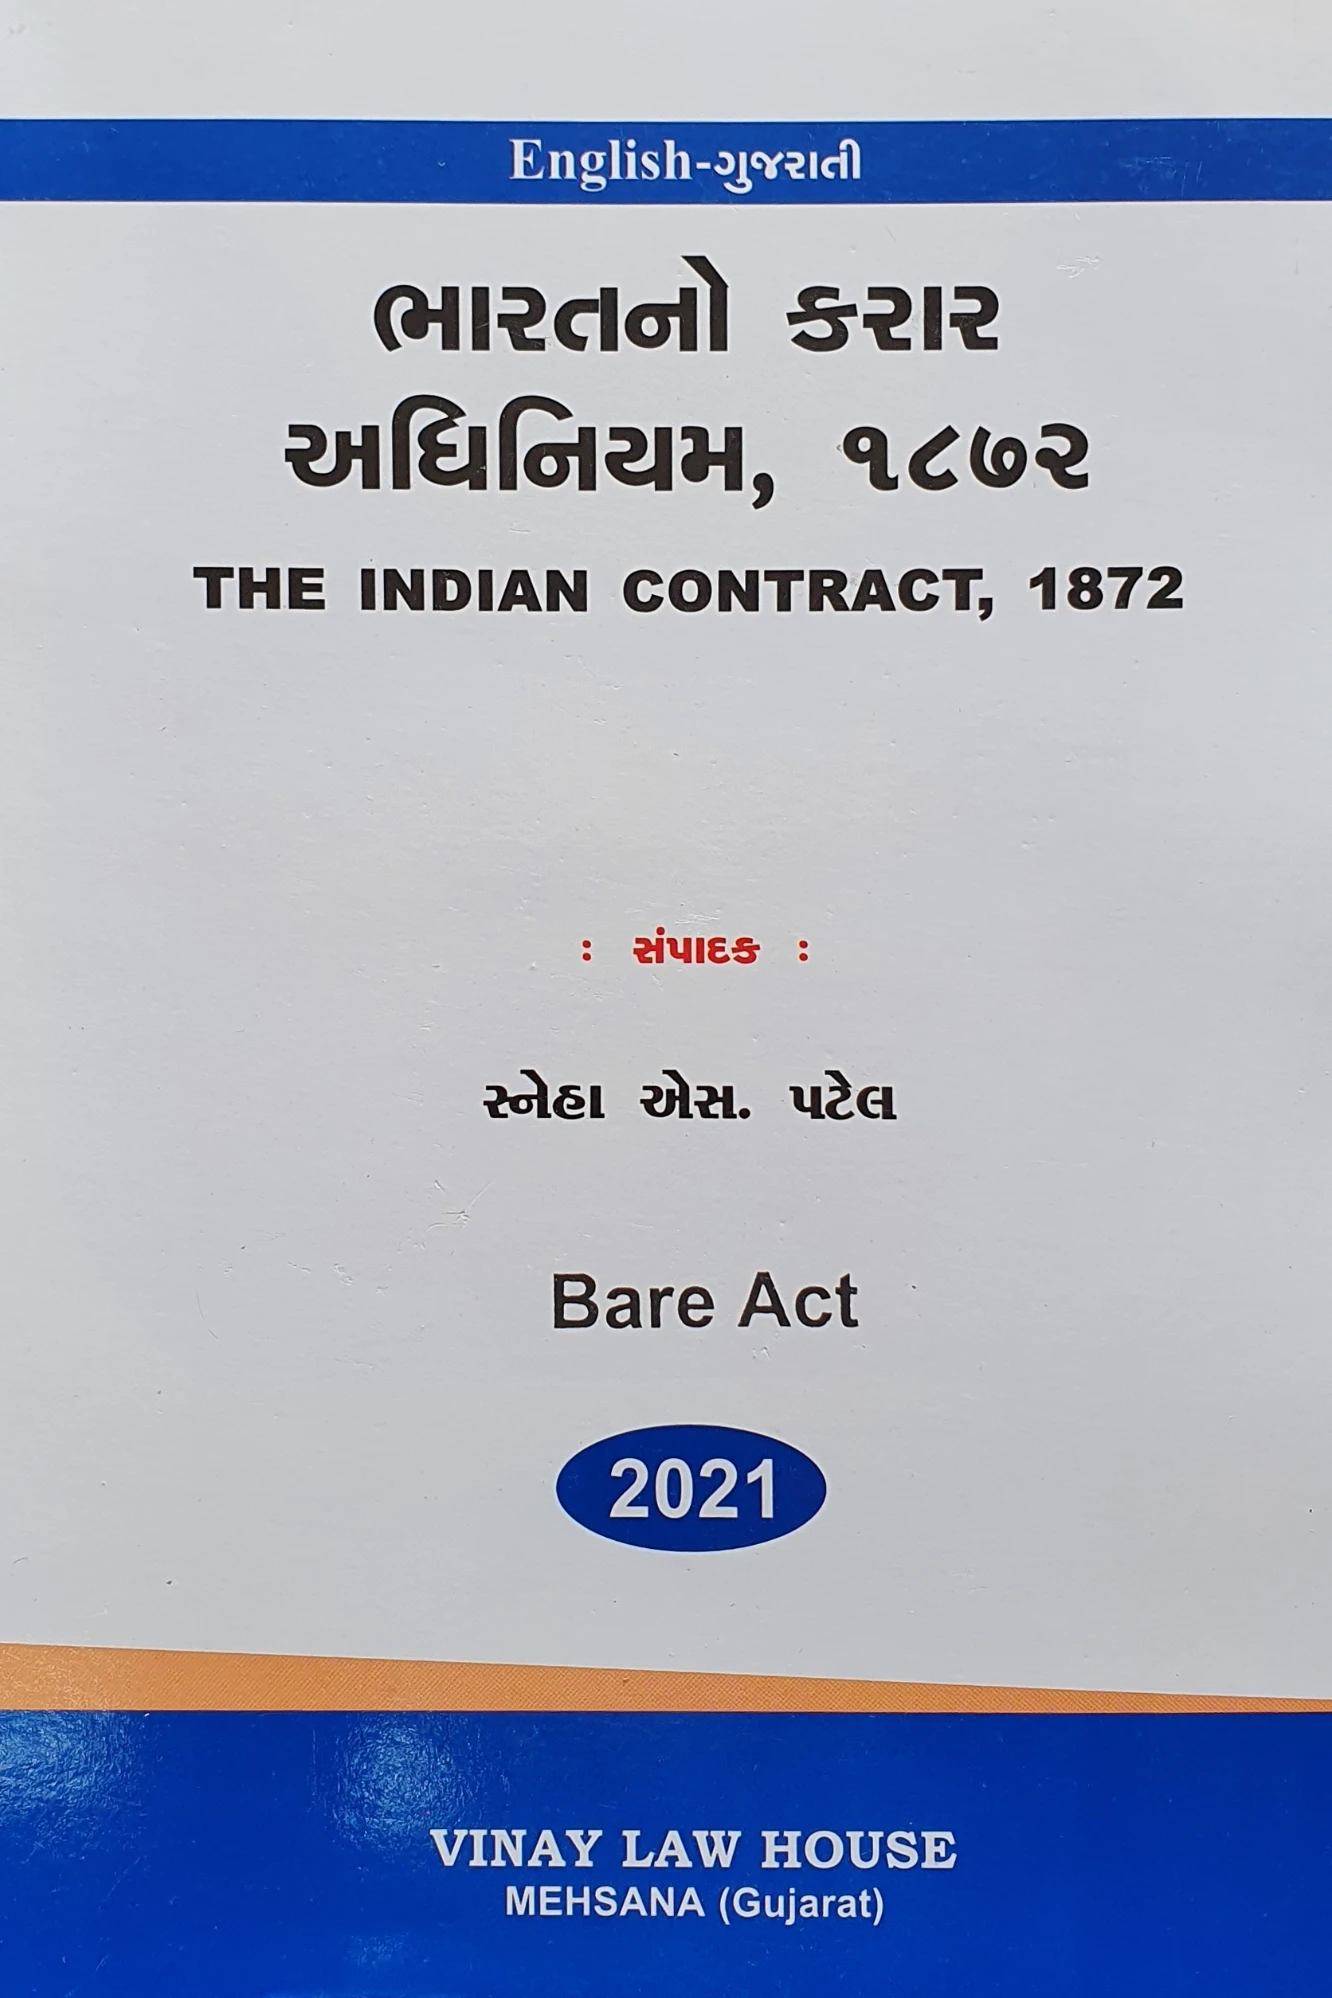 English-ગુજરાતી
ભારતનો કરાર
અધિનિયમ, ૧૮૭૨
THE INDIAN CONTRACT, 1872
: સંપાદક :
સ્નેહા એસ. પટેલ
Bare Act
2021
VINAY LAW HOUSE
MEHSANA (Gujarat)